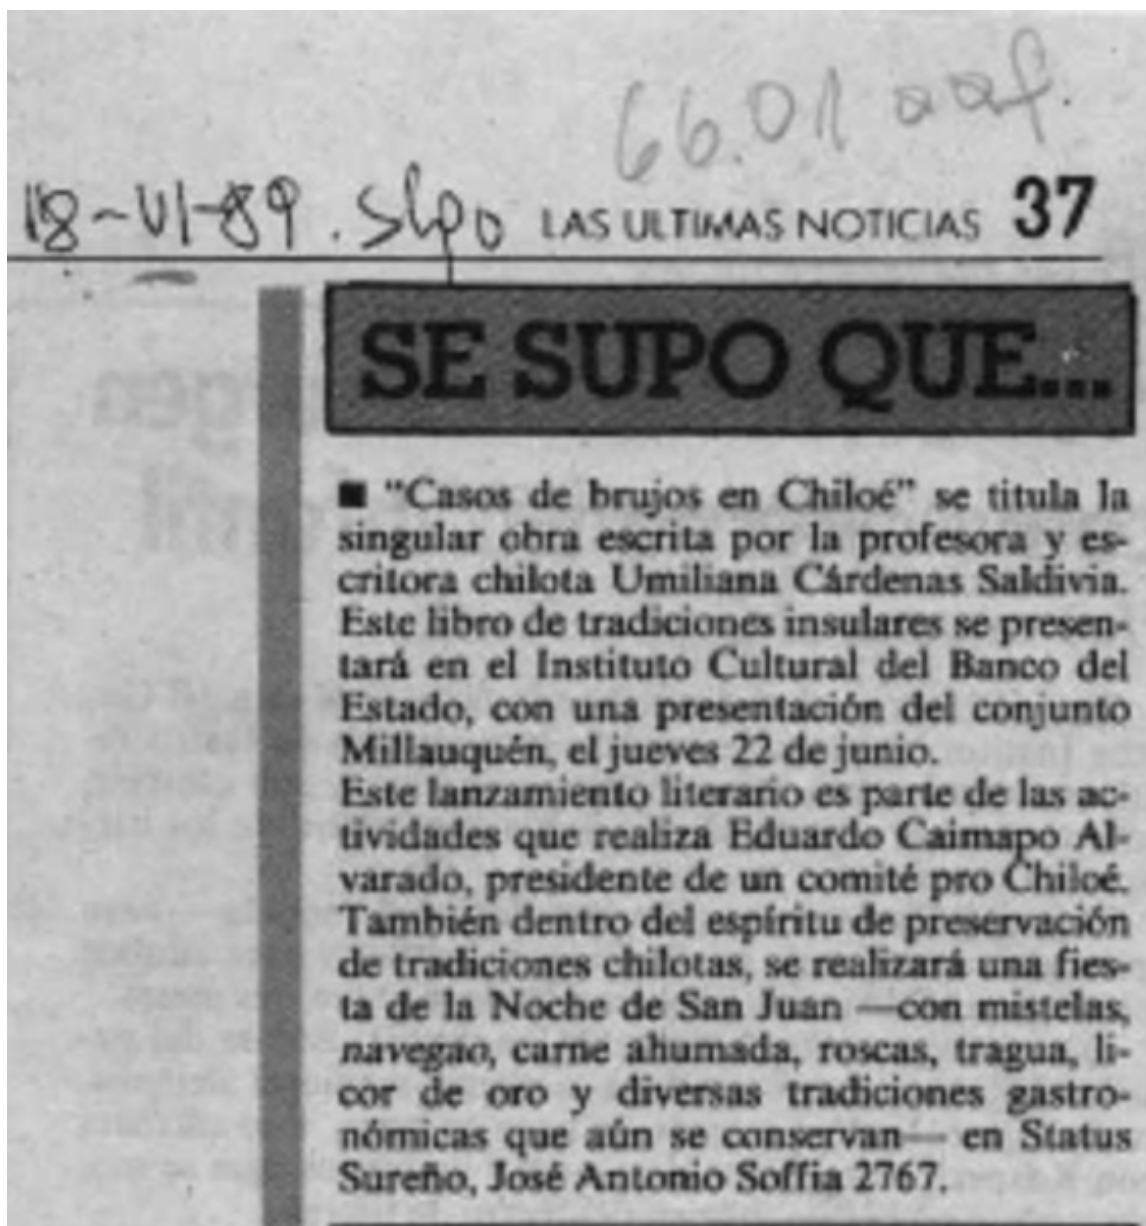 66.01 aaf.
18-VI-89. Slpo LAS ULTIMAS NOTICIAS 37
SE SUPO QUE...
■ "Casos de brujos en Chiloé" se titula la
singular obra escrita por la profesora y es-
critora chilota Umiliana Cárdenas Saldivia.
Este libro de tradiciones insulares se presen-
tará en el Instituto Cultural del Banco del
Estado, con una presentación del conjunto
Millauquén, el jueves 22 de junio.
Este lanzamiento literario es parte de las ac-
tividades que realiza Eduardo Caimapo Al-
varado, presidente de un comité pro Chiloé.
También dentro del espíritu de preservación
de tradiciones chilotas, se realizará una fies-
ta de la Noche de San Juan —con mistelas,
navegao, carne ahumada, roscas, tragua, li-
cor de oro y diversas tradiciones gastro-
nómicas que aún se conservan— en Status
Sureño, José Antonio Soffia 2767.